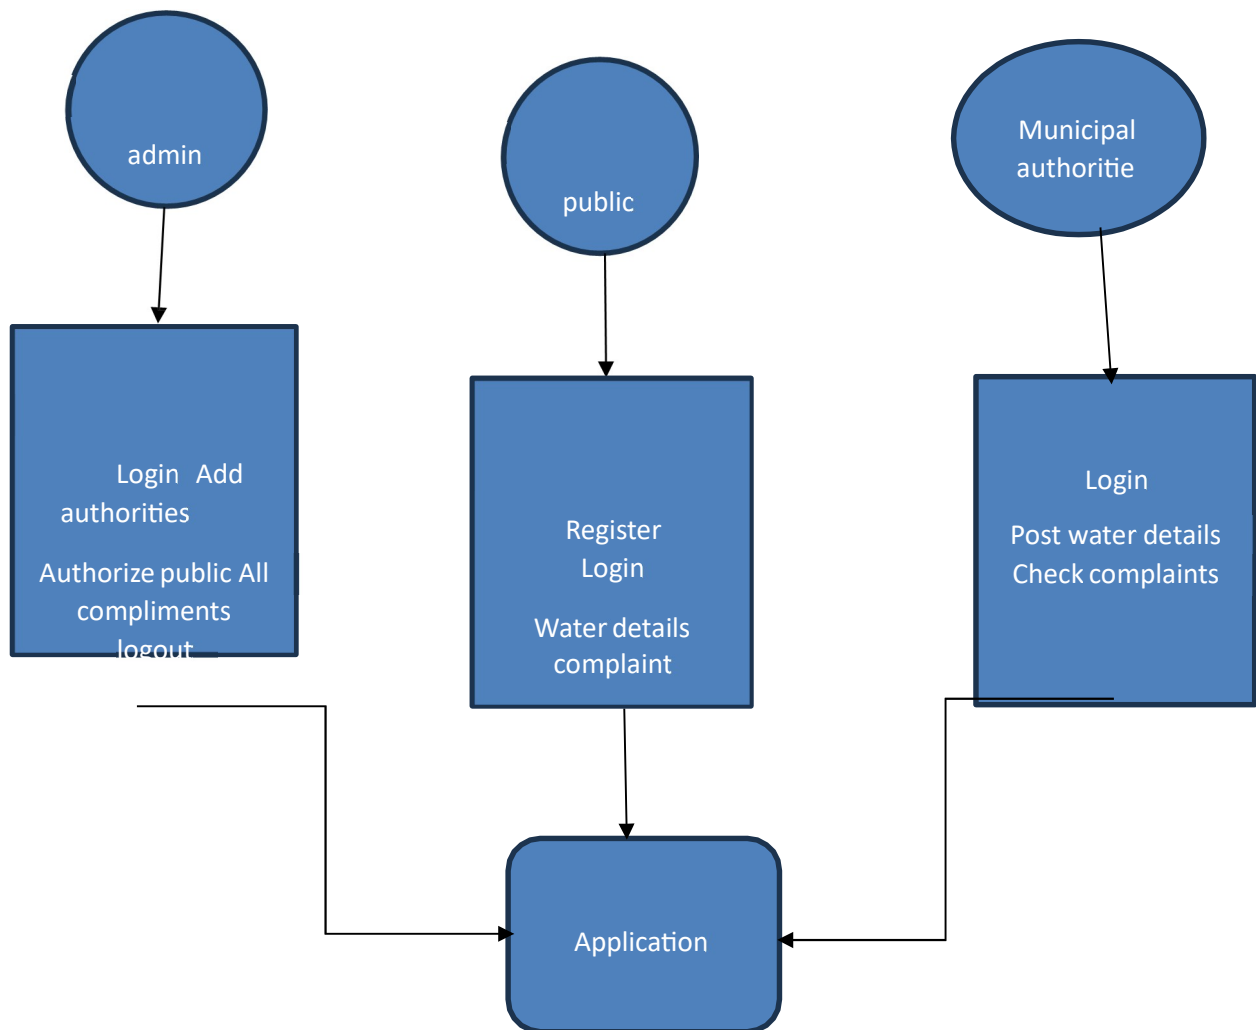 admin
public
Municipal
authoritie
Login Add
authorities
Authorize public All
compliments
logout
Register
Login
Water details
complaint
Login
Post water details
Check complaints
Application